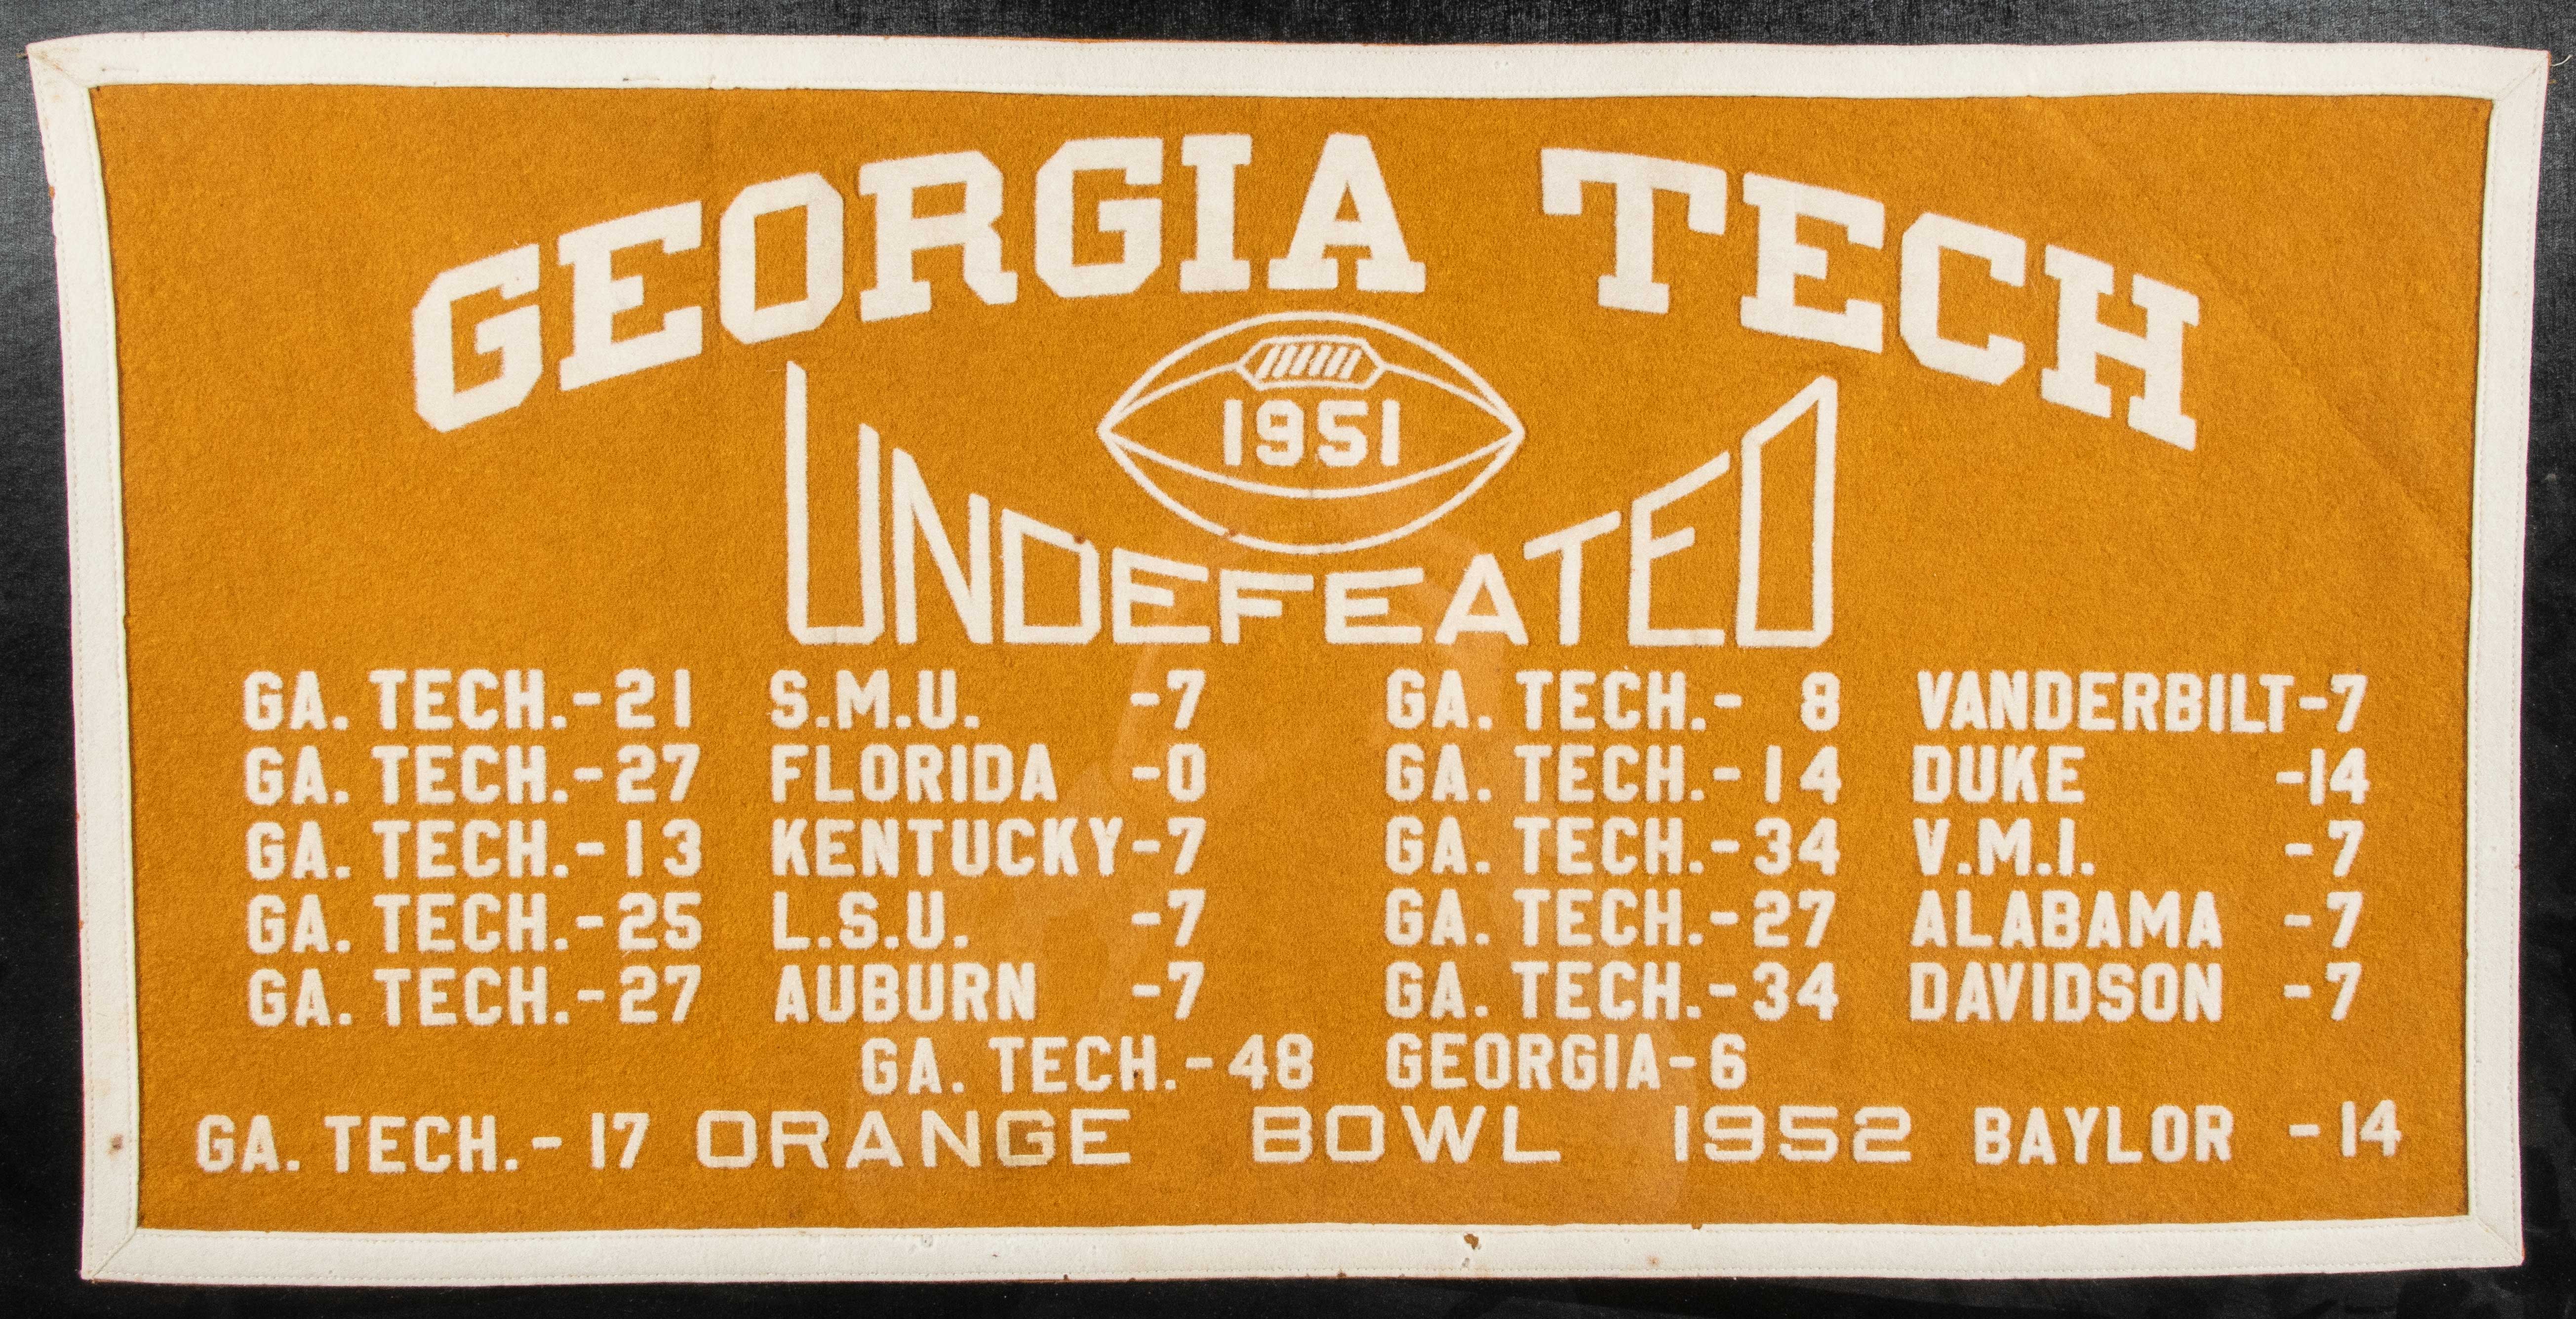 GEORGIA TECH
1951
UNDEFEATED
GA. TECH.-21 S.M.U. -7 GA. TECH.- 8 VANDERBILT-7
GA. TECH.-27 FLORIDA -0 GA. TECH.-14 DUKE -14
GA. TECH.-13 KENTUCKY-7 GA. TECH.-34 V.M.I. -7
GA. TECH.-25 L.S.U. -7 GA. TECH.-27 ALABAMA -7
GA. TECH.-27 AUBURN -7 GA. TECH.-34 DAVIDSON -7
GA. TECH.-48 GEORGIA-6
GA. TECH.- 17 ORANGE BOWL 1952 BAYLOR -14